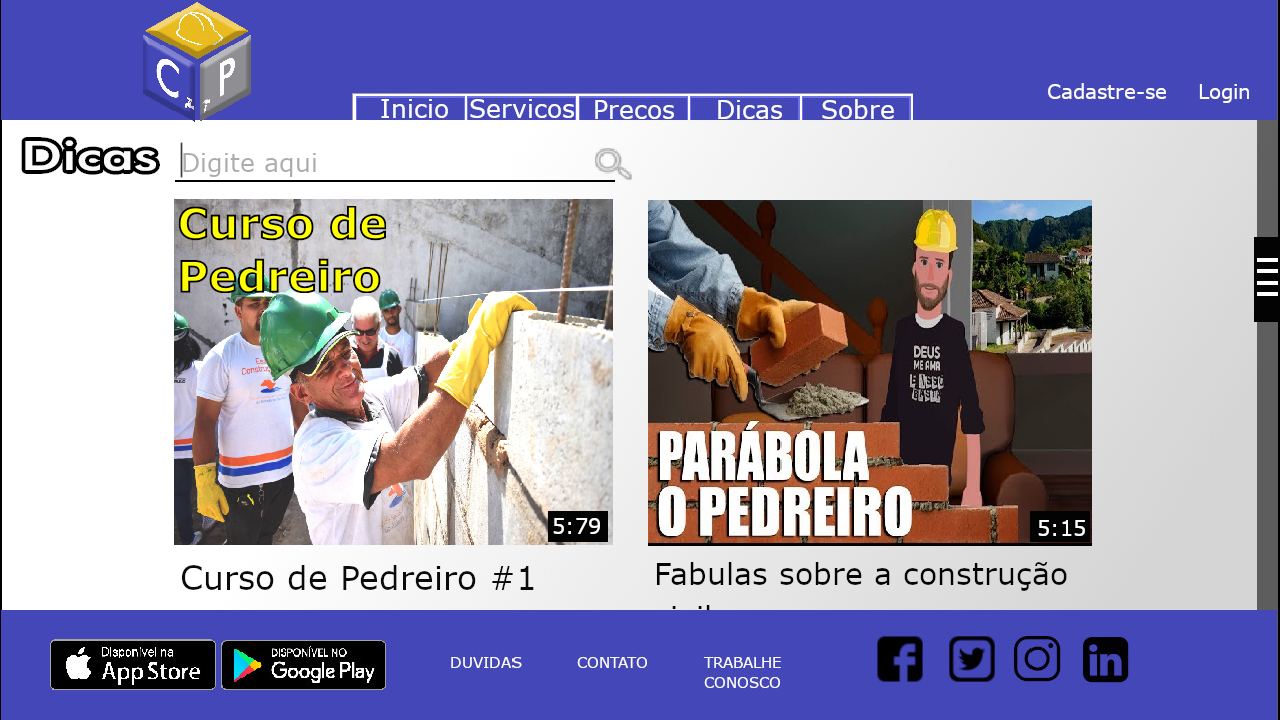 C P
Cadastre-se Login
Inicio Servicos Precos Dicas Sobre
Dicas
Digite aqui
Curso de
Pedreiro
5:79
DEUS
ME AMA
E ISSO
BASTA
PARÁBOLA
O PEDREIRO
5:15
Curso de Pedreiro #1
Fabulas sobre a construção
Disponível na
App Store
DISPONÍVEL NO
Google Play
DUVIDAS
CONTATO
TRABALHE
CONOSCO